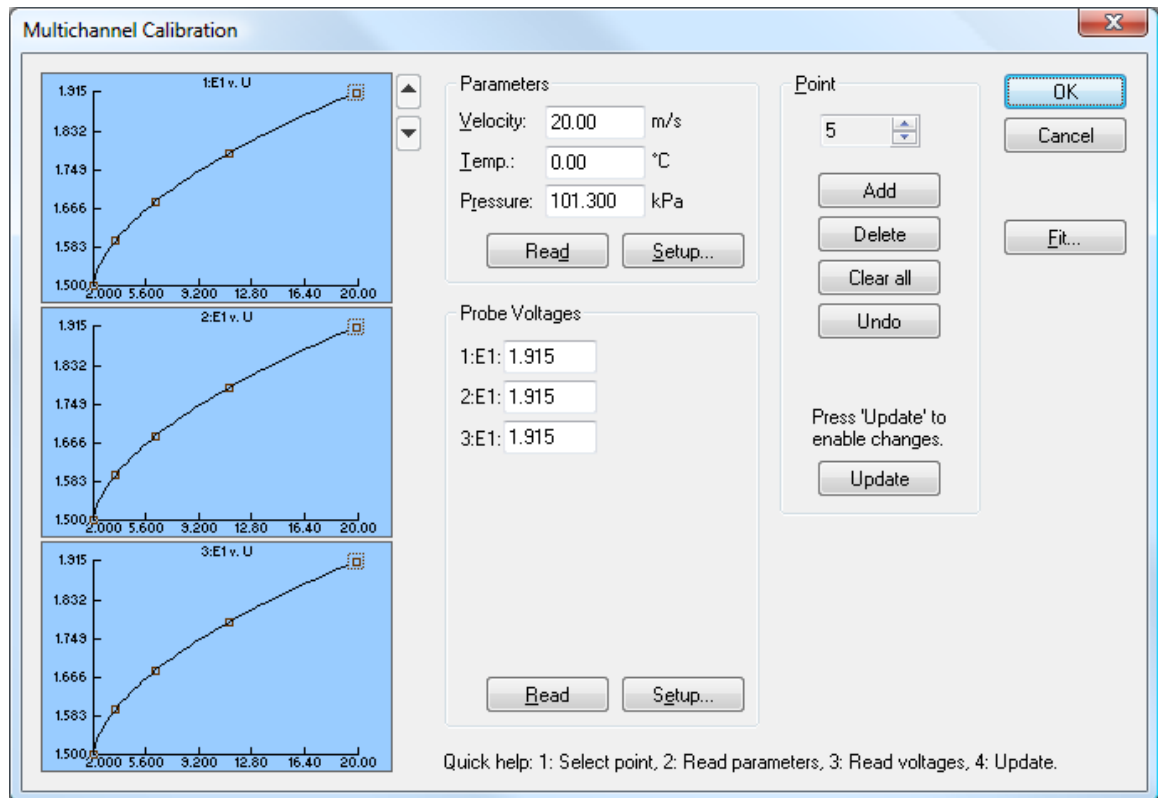 Multichannel Calibration
1:E1 v. U
1.915
1.832
1.749
1.666
1.583
1.500
2.000 5.600 9.200 12.80 16.40 20.00
2:E1 v. U
1.915
1.832
1.749
1.666
1.583
1.500
2.000 5.600 9.200 12.80 16.40 20.00
3:E1 v. U
1.915
1.832
1.749
1.666
1.583
1.500
2.000 5.600 9.200 12.80 16.40 20.00
Parameters
Velocity: 20.00 m/s
Temp.: 0.00 °C
Pressure: 101.300 kPa
Read Setup...
Probe Voltages
1:E1: 1.915
2:E1: 1.915
3:E1: 1.915
Read Setup...
Point
5
Add
Delete
Clear all
Undo
Press 'Update' to
enable changes.
Update
OK
Cancel
Fit...
Quick help: 1: Select point, 2: Read parameters, 3: Read voltages, 4: Update.